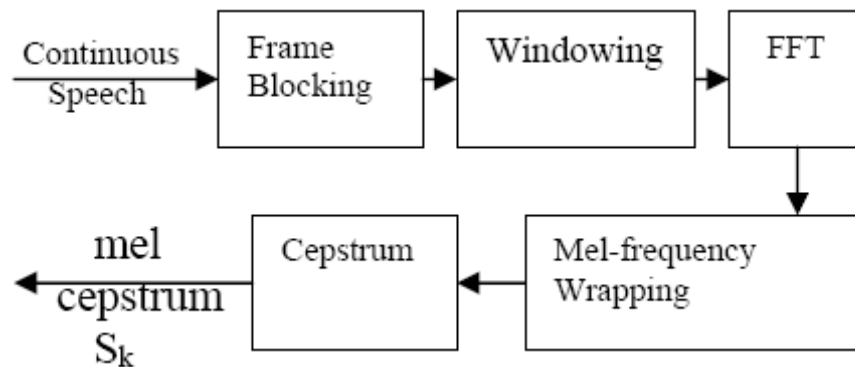 Continuous
Speech
Frame
Blocking
Windowing
FFT
Mel-frequency
Wrapping
Cepstrum
mel
cepstrum
Sk